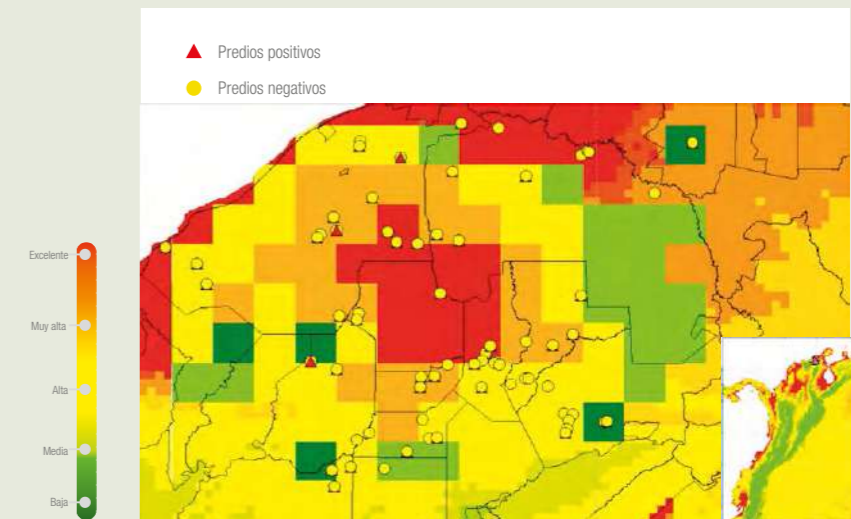 Predios positivos
Predios negativos
Excelente
Muy alta
Alta
Media
Baja